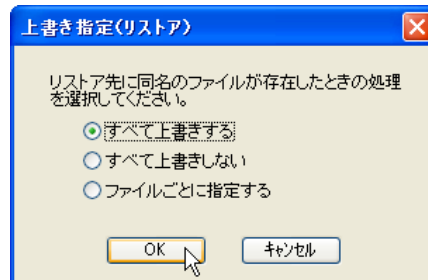 上書き指定(リストア)
リストア先に同名のファイルが存在したときの処理
を選択してください。
すべて上書きする
すべて上書きしない
ファイルごとに指定する
OK キャンセル